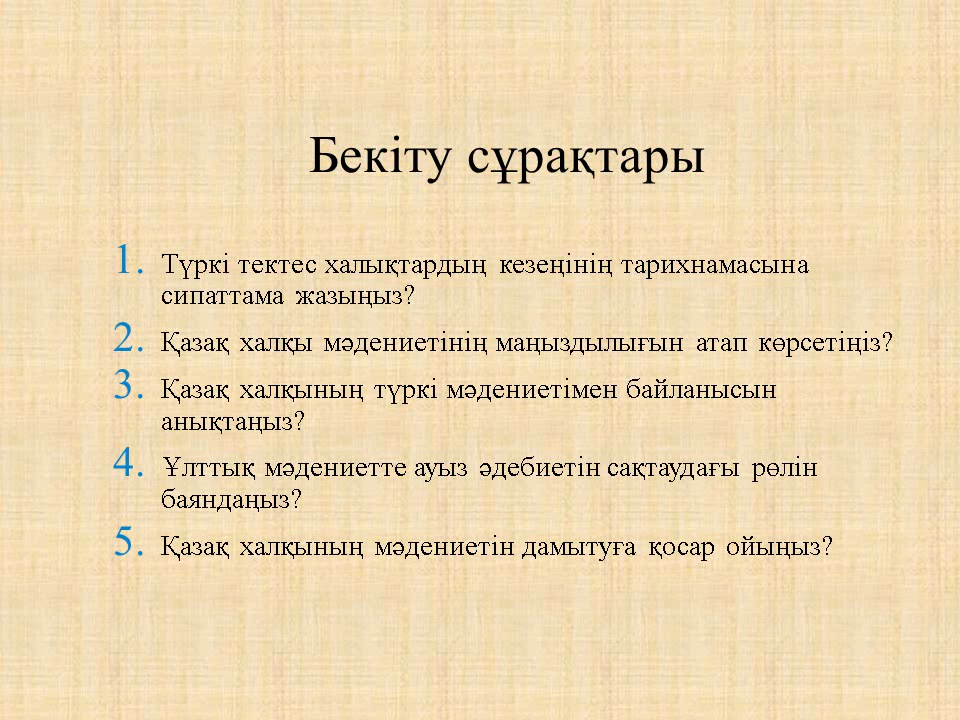 Бекіту сұрақтары
1. Түркі тектес халықтардың кезеңінің тарихнамасына
сипаттама жазыңыз?
2. Қазақ халқы мәдениетінің маңыздылығын атап көрсетіңіз?
3. Қазақ халқының түркі мәдениетімен байланысын
анықтаңыз?
4. Ұлттық мәдениетте ауыз әдебиетін сақтаудағы рөлін
баяндаңыз?
5. Қазақ халқының мәдениетін дамытуға қосар ойыңыз?